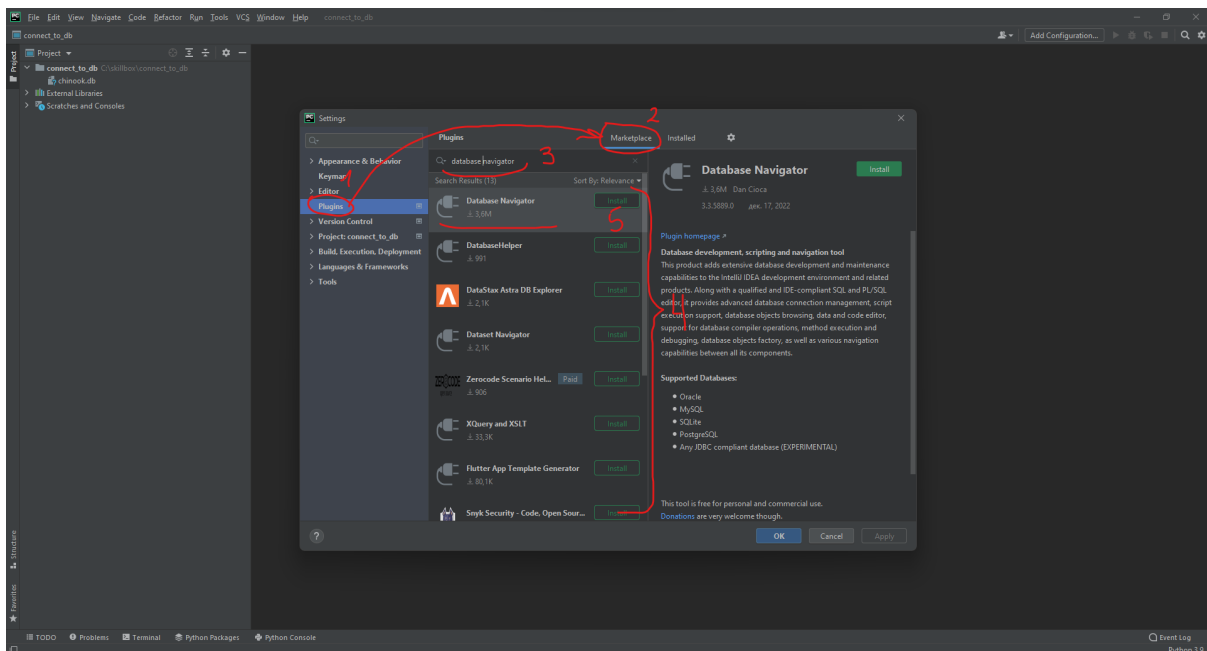 PC File Edit View Navigate Code Refactor Run Tools VCS Window Help connect_to_db
connect_to_db
Add Configuration...
Project
Project
connect_to_db C:\skillbox\connect_to_db
chinook.db
External Libraries
Scratches and Consoles
PC Settings
Appearance & Behavior
Keymap
Editor
Plugins
Version Control
Project: connect_to_db
Build, Execution, Deployment
Languages & Frameworks
Tools
1
Plugins
Marketplace
Installed
2
database navigator
3
Search Results (13) Sort By: Relevance
Database Navigator
3,6M
Install
5
DatabaseHelper
991
Install
DataStax Astra DB Explorer
2,1K
Install
Dataset Navigator
2,1K
Install
Zerocode Scenario Hel... Paid
906
Install
XQuery and XSLT
33,3K
Install
Flutter App Template Generator
80,1K
Install
Snyk Security - Code, Open Sour...
Install
4
Database Navigator
Install
3,6M Dan Cioca
3.3.5889.0 дек. 17, 2022
Plugin homepage
Database development, scripting and navigation tool
This product adds extensive database development and maintenance
capabilities to the IntelliJ IDEA development environment and related
products. Along with a qualified and IDE-compliant SQL and PL/SQL
editor, it provides advanced database connection management, script
execution support, database objects browsing, data and code editor,
support for database compiler operations, method execution and
debugging, database objects factory, as well as various navigation
capabilities between all its components.
Supported Databases:
Oracle
MySQL
SQLite
PostgreSQL
Any JDBC compliant database (EXPERIMENTAL)
This tool is free for personal and commercial use.
Donations are very welcome though.
?
OK
Cancel
Apply
Structure
Favorites
TODO Problems Terminal Python Packages Python Console
Event Log
Python 3.9